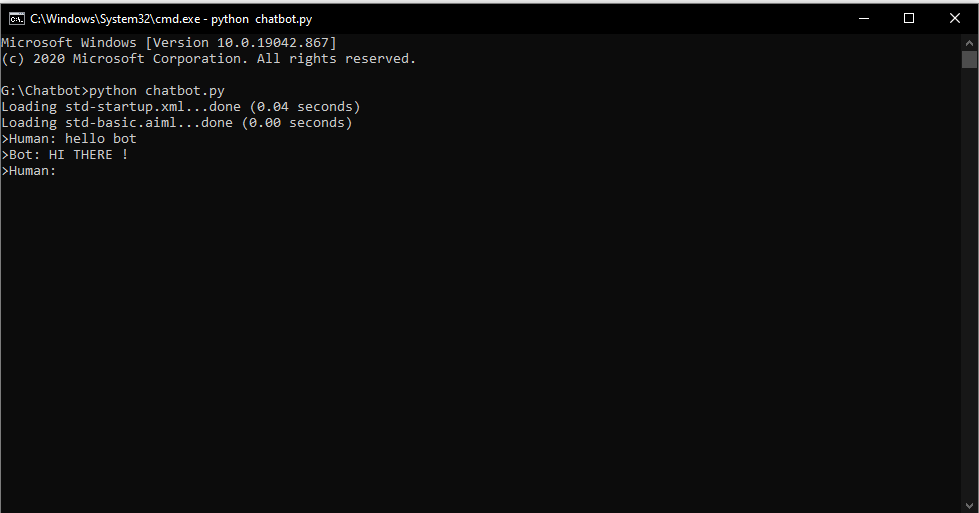 C:\Windows\System32\cmd.exe - python  chatbot.py
Microsoft Windows [Version 10.0.19042.867]
(c) 2020 Microsoft Corporation. All rights reserved.
G:\Chatbot>python chatbot.py
Loading std-startup.xml...done (0.04 seconds)
Loading std-basic.aiml...done (0.00 seconds)
>Human: hello bot
>Bot: HI THERE !
>Human: